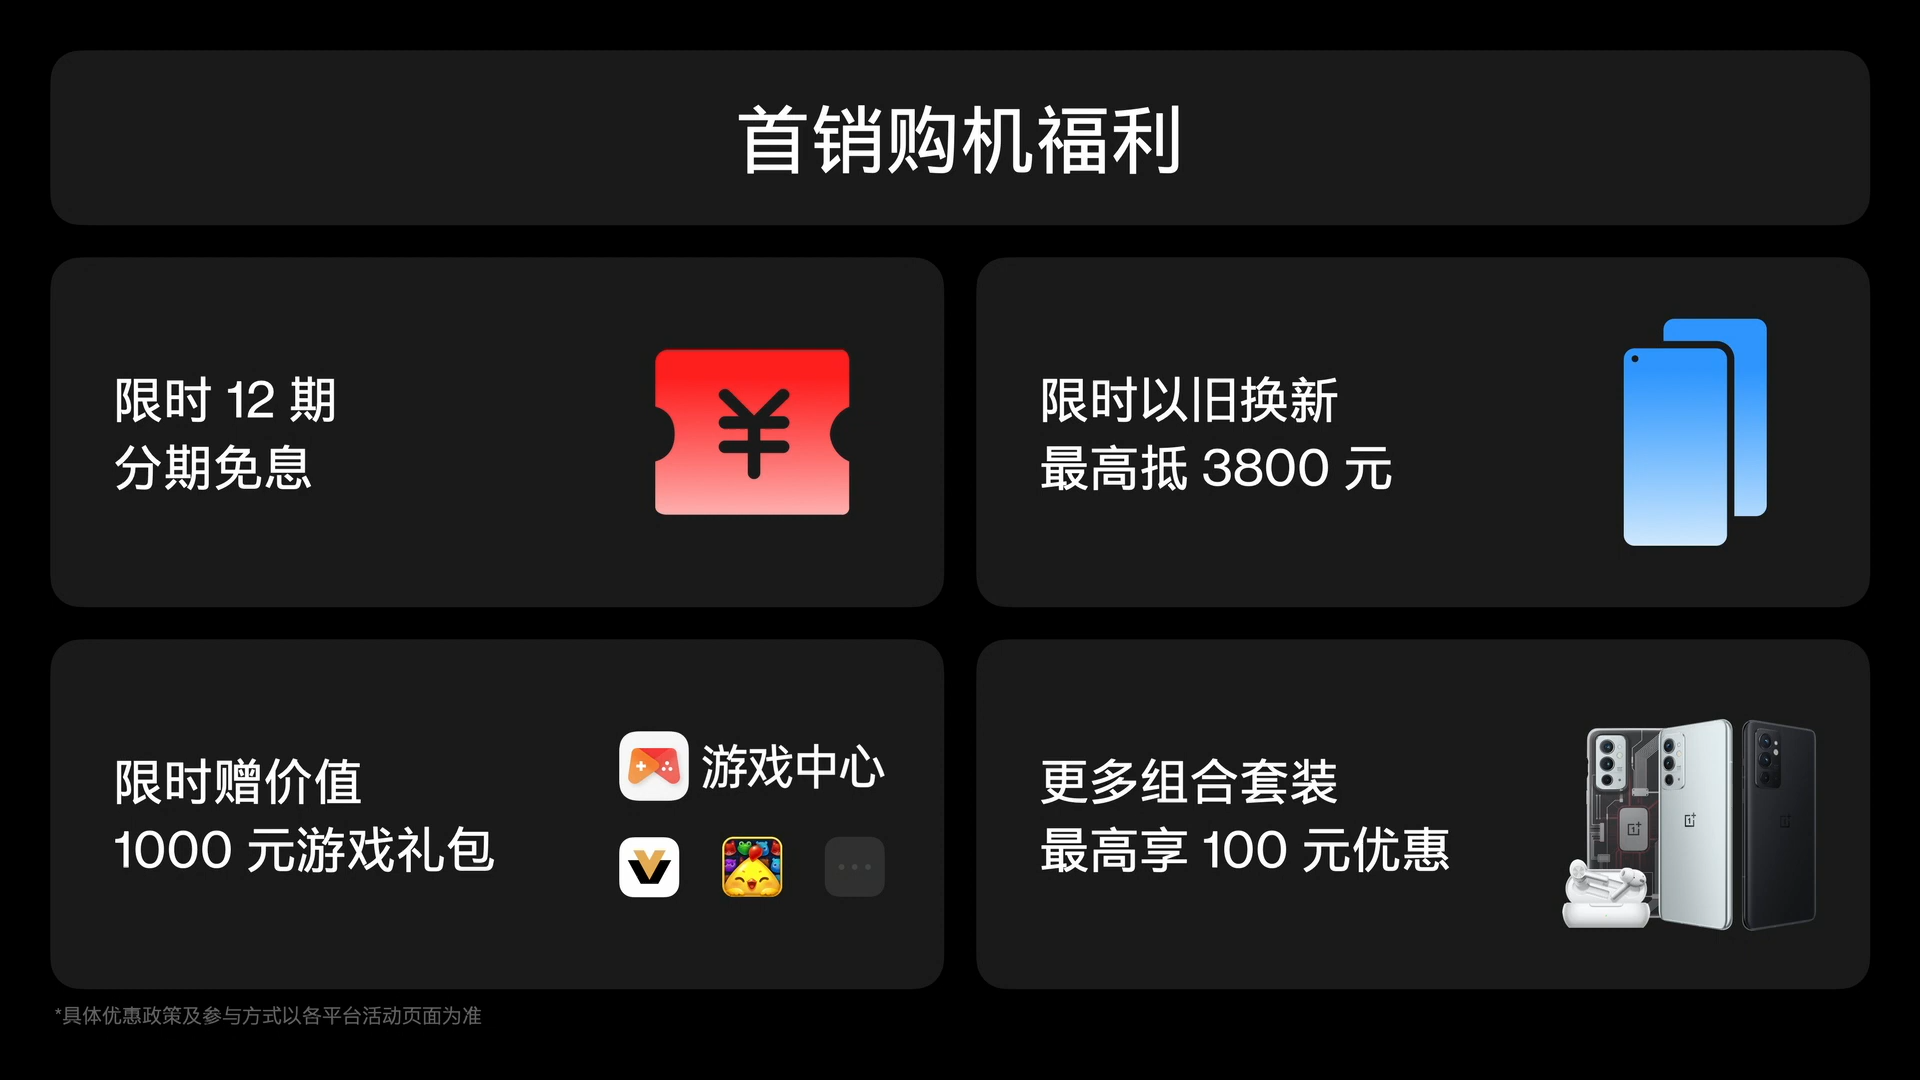 首销购机福利
限时 12 期
分期免息
限时以旧换新
最高抵 3800 元
限时赠价值
1000 元游戏礼包
游戏中心
更多组合套装
最高享 100 元优惠
*具体优惠政策及参与方式以各平台活动页面为准